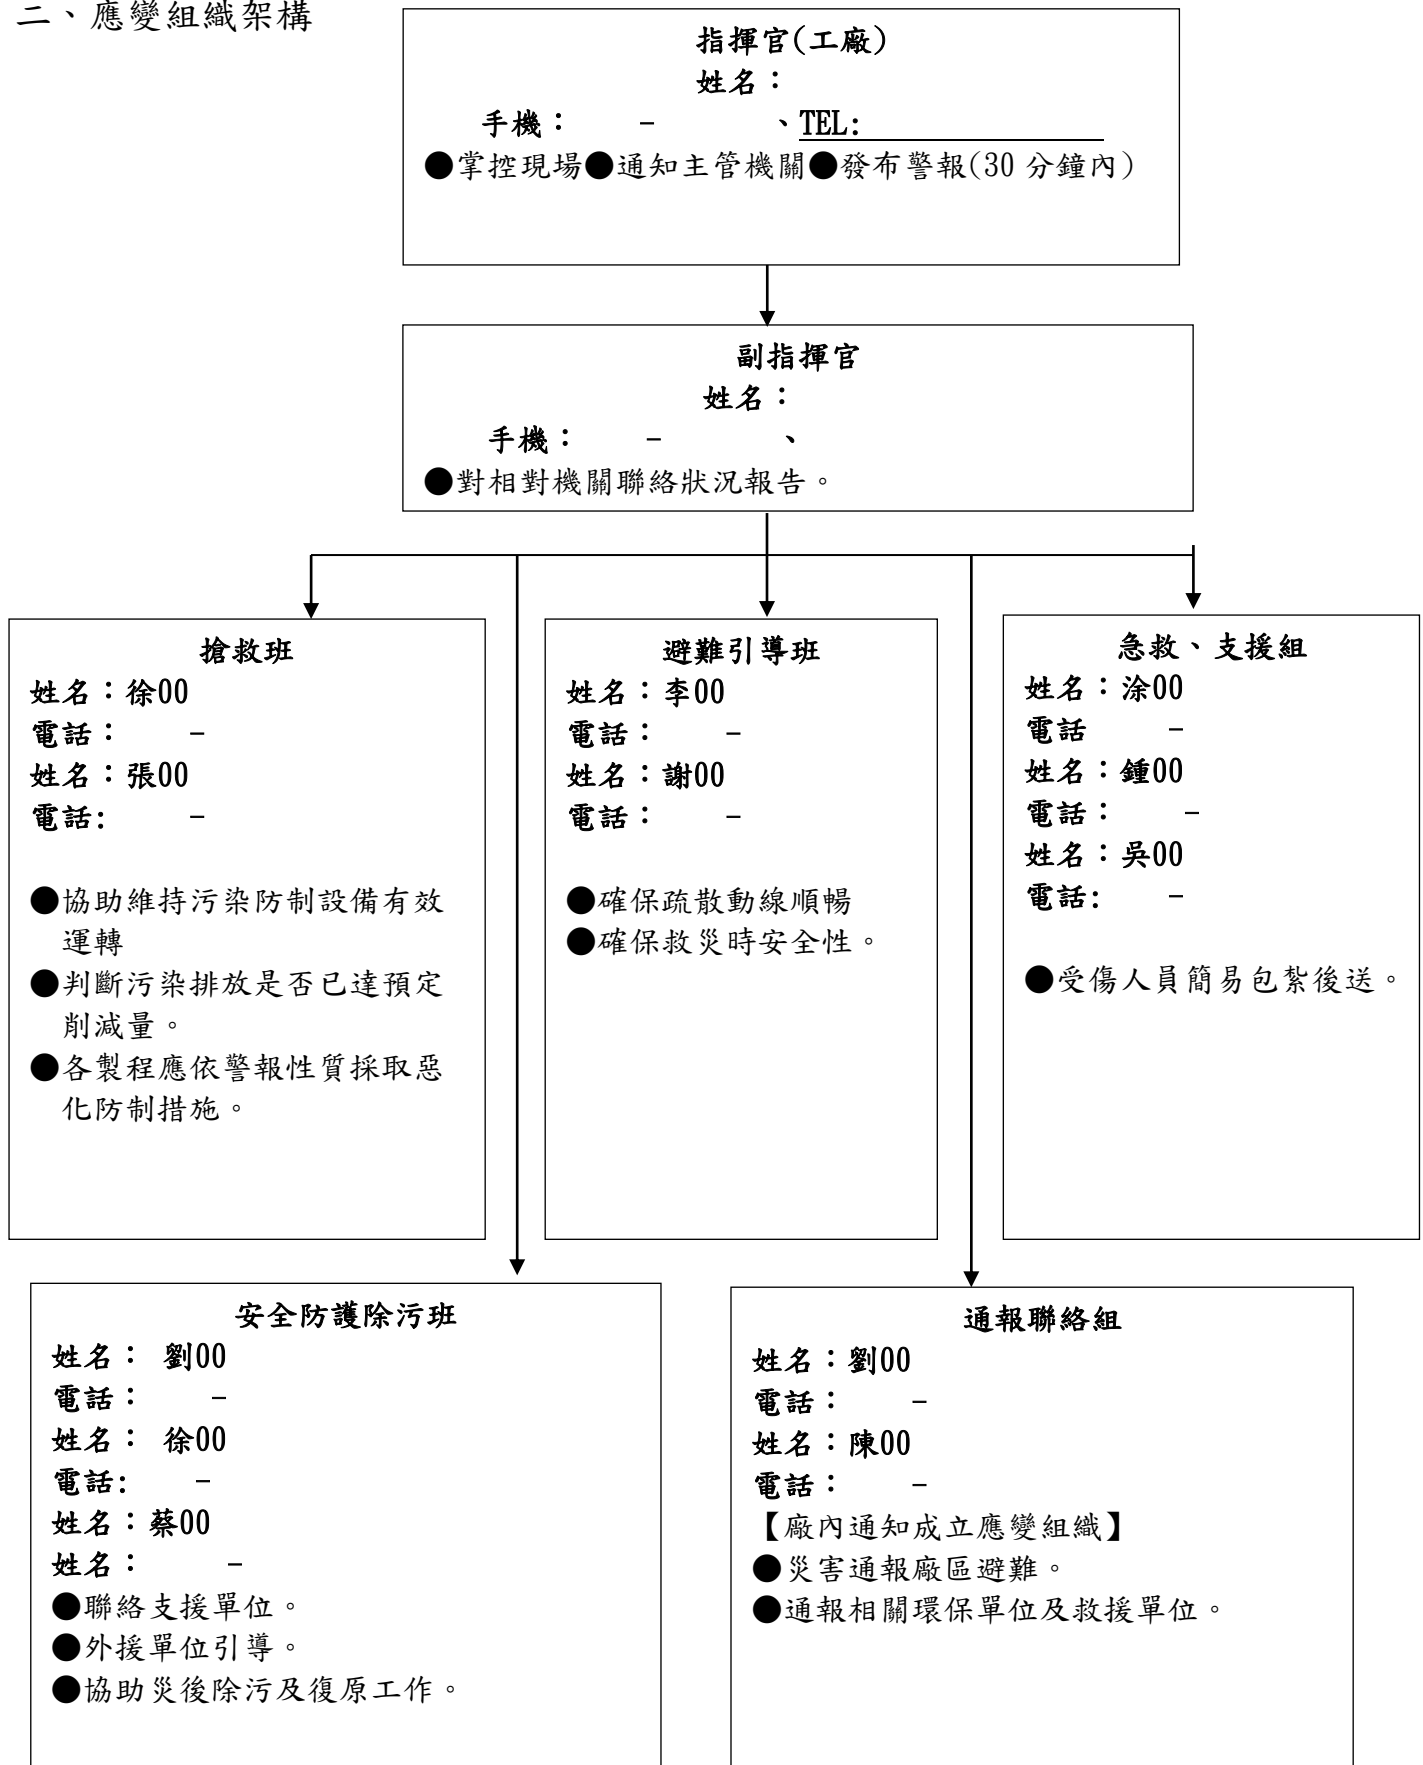 二、應變組織架構
指揮官(工廠)
姓名：
手機： - 、TEL:
●掌控現場●通知主管機關●發布警報(30 分鐘內)
副指揮官
姓名：
手機： - 、
●對相對機關聯絡狀況報告。
搶救班
姓名：徐00
電話： -
姓名：張00
電話: -
●協助維持污染防制設備有效
運轉
●判斷污染排放是否已達預定
削減量。
●各製程應依警報性質採取惡
化防制措施。
避難引導班
姓名：李00
電話： -
姓名：謝00
電話： -
●確保疏散動線順暢
●確保救災時安全性。
急救、支援組
姓名：涂00
電話 -
姓名：鍾00
電話： -
姓名：吳00
電話: -
●受傷人員簡易包紮後送。
安全防護除污班
姓名： 劉00
電話： -
姓名： 徐00
電話: -
姓名：蔡00
姓名： -
●聯絡支援單位。
●外援單位引導。
●協助災後除污及復原工作。
通報聯絡組
姓名：劉00
電話： -
姓名：陳00
電話： -
【廠內通知成立應變組織】
●災害通報廠區避難。
●通報相關環保單位及救援單位。